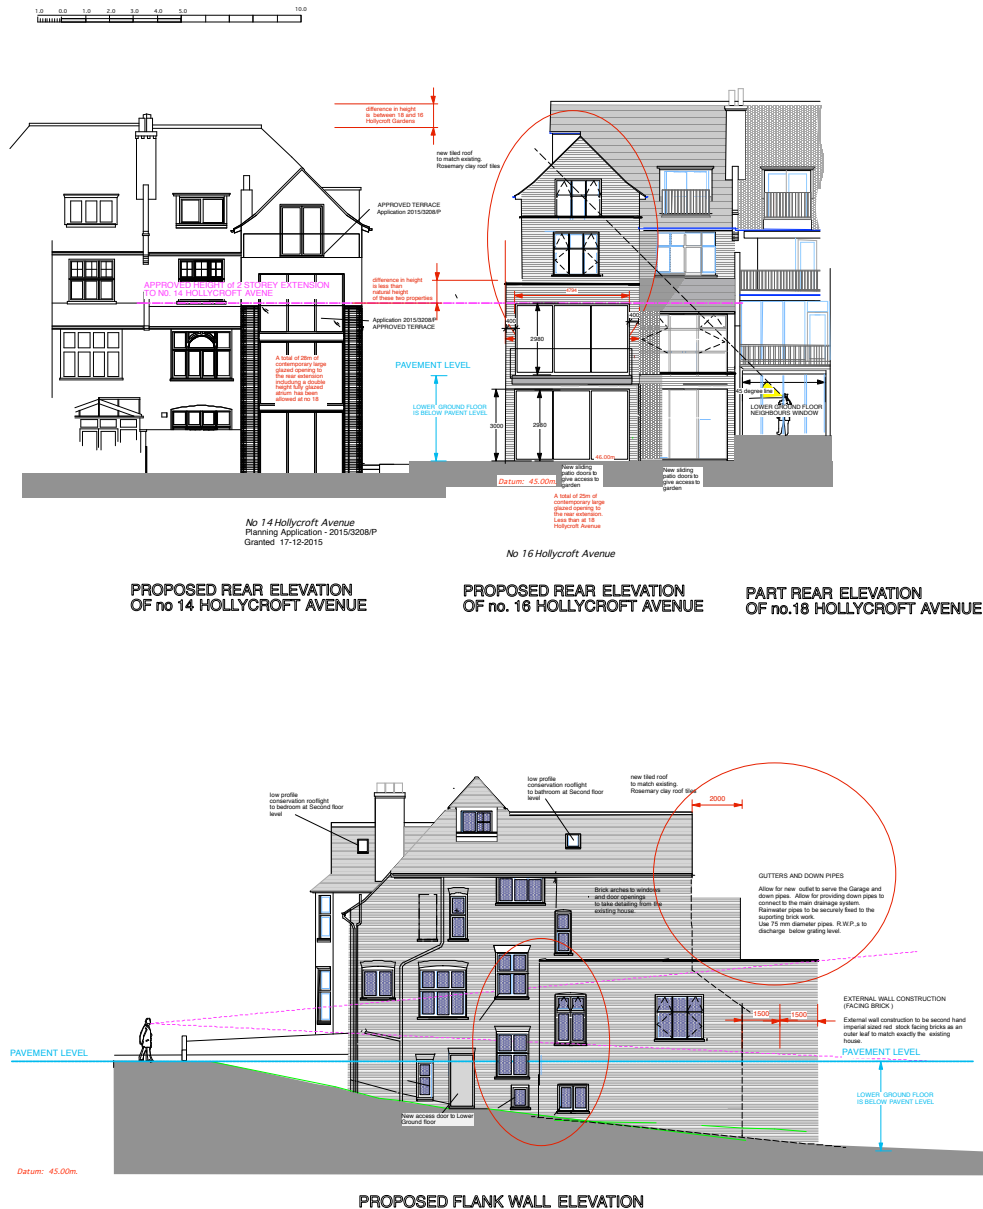 1.0 0.0 1.0 2.0 3.0 4.0 5.0 10.0
difference in height
is between 18 and 16
Hollycroft Gardens
new tiled roof
to match existing.
Rosemary clay roof tiles
APPROVED TERRACE
Application 2015/3208/P
APPROVED HEIGHT of 2 STOREY EXTENSION
TO N0. 14 HOLLYCROFT AVENE
difference in height
is less than
natural height
of these two properties
Application 2015/3208/P
APPROVED TERRACE
A total of 28m of
contemporary large
glazed opening to
the rear extension
including a double
height fully glazed
atrium has been
allowed at no 18
PAVEMENT LEVEL
LOWER GROUND FLOOR
IS BELOW PAVENT LEVEL
400
400
2980
3000
2980
46.00m
45 degree line
LOWER GROUND FLOOR
NEIGHBOURS WINDOW
Datum: 45.00m.
New sliding
patio doors to
give access to
garden
New sliding
patio doors to
give access to
garden
A total of 25m of
contemporary large
glazed opening to
the rear extension.
Less than at 18
Hollycroft Avenue
No 14 Hollycroft Avenue
Planning Application - 2015/3208/P
Granted 17-12-2015
No 16 Hollycroft Avenue
PROPOSED REAR ELEVATION
OF no 14 HOLLYCROFT AVENUE
PROPOSED REAR ELEVATION
OF no. 16 HOLLYCROFT AVENUE
PART REAR ELEVATION
OF no.18 HOLLYCROFT AVENUE
low profile
conservation rooflight
to bedroom at Second floor
level
low profile
conservation rooflight
to bathroom at Second floor
level
new tiled roof
to match existing.
Rosemary clay roof tiles
2000
Brick arches to windows
and door openings
to take detailing from the
existing house.
GUTTERS AND DOWN PIPES
Allow for new outlet to serve the Garage and
down pipes. Allow for providing down pipes to
connect to the main drainage system.
Rainwater pipes to be securely fixed to the
suporting brick work.
Use 75 mm diameter pipes. R.W.P.,s to
discharge below grating level.
EXTERNAL WALL CONSTRUCTION
(FACING BRICK )
External wall construction to be second hand
imperial sized red stock facing bricks as an
outer leaf to match exactly the existing
house.
1500
1500
PAVEMENT LEVEL
PAVEMENT LEVEL
LOWER GROUND FLOOR
IS BELOW PAVENT LEVEL
New access door to Lower
Ground floor
Datum: 45.00m.
PROPOSED FLANK WALL ELEVATION